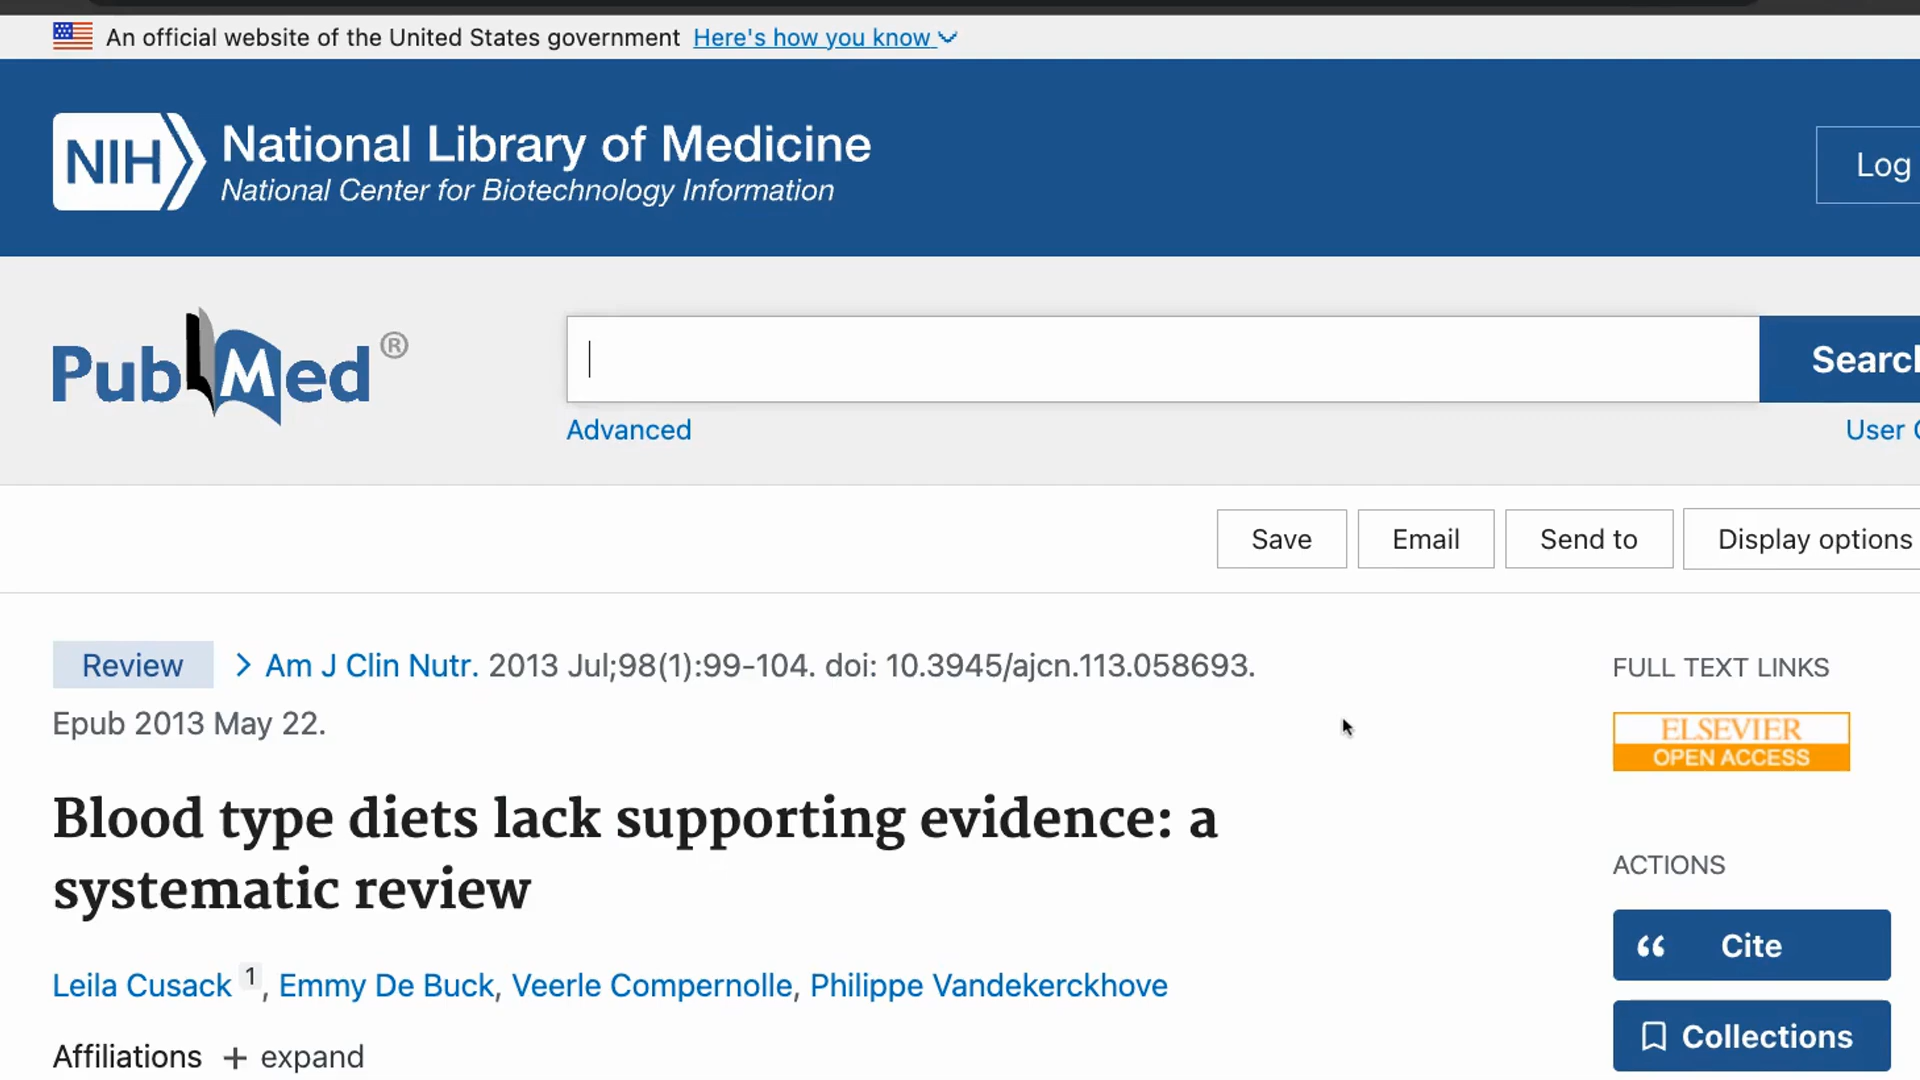 An official website of the United States government Here's how you know
NIH National Library of Medicine
National Center for Biotechnology Information
Log
PubMed®
Search
Advanced
User
Save Email Send to Display options
Review Am J Clin Nutr. 2013 Jul;98(1):99-104. doi: 10.3945/ajcn.113.058693.
Epub 2013 May 22.
FULL TEXT LINKS
ELSEVIER
OPEN ACCESS
Blood type diets lack supporting evidence: a
systematic review
ACTIONS
Cite
Leila Cusack 1, Emmy De Buck, Veerle Compernolle, Philippe Vandekerckhove
Collections
Affiliations + expand